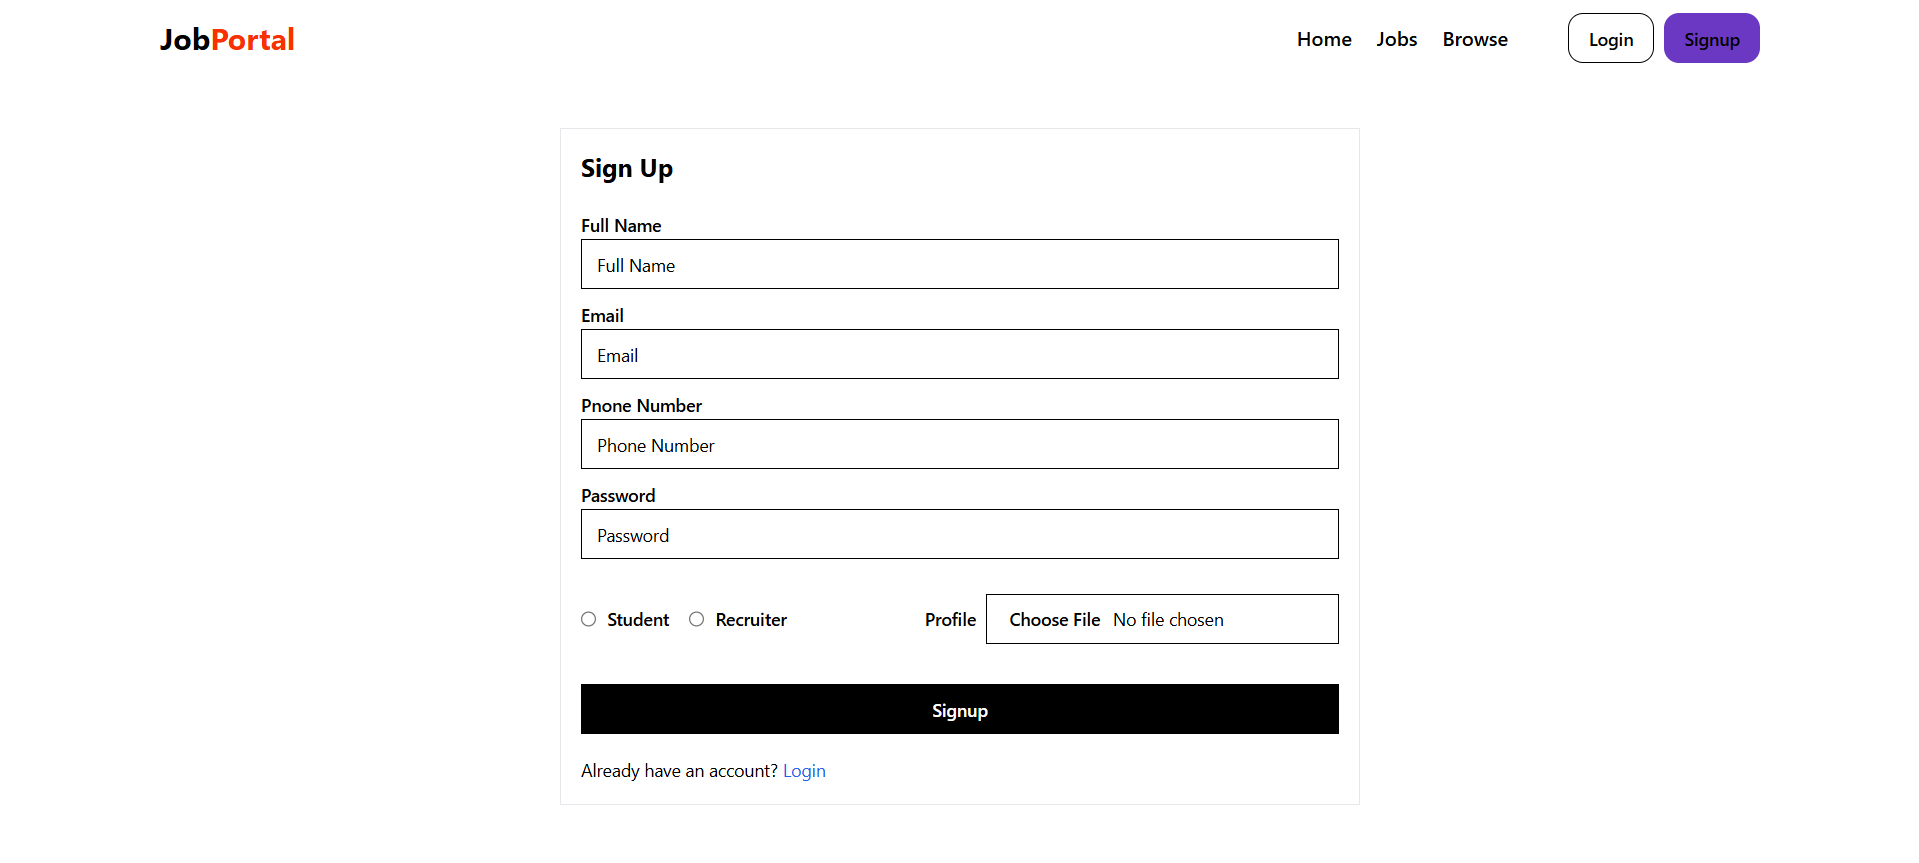 JobPortal Home Jobs Browse Login Signup
Sign Up
Full Name
Full Name
Email
Email
Pnone Number
Phone Number
Password
Password
Student Recruiter Profile Choose File No file chosen
Signup
Already have an account? Login